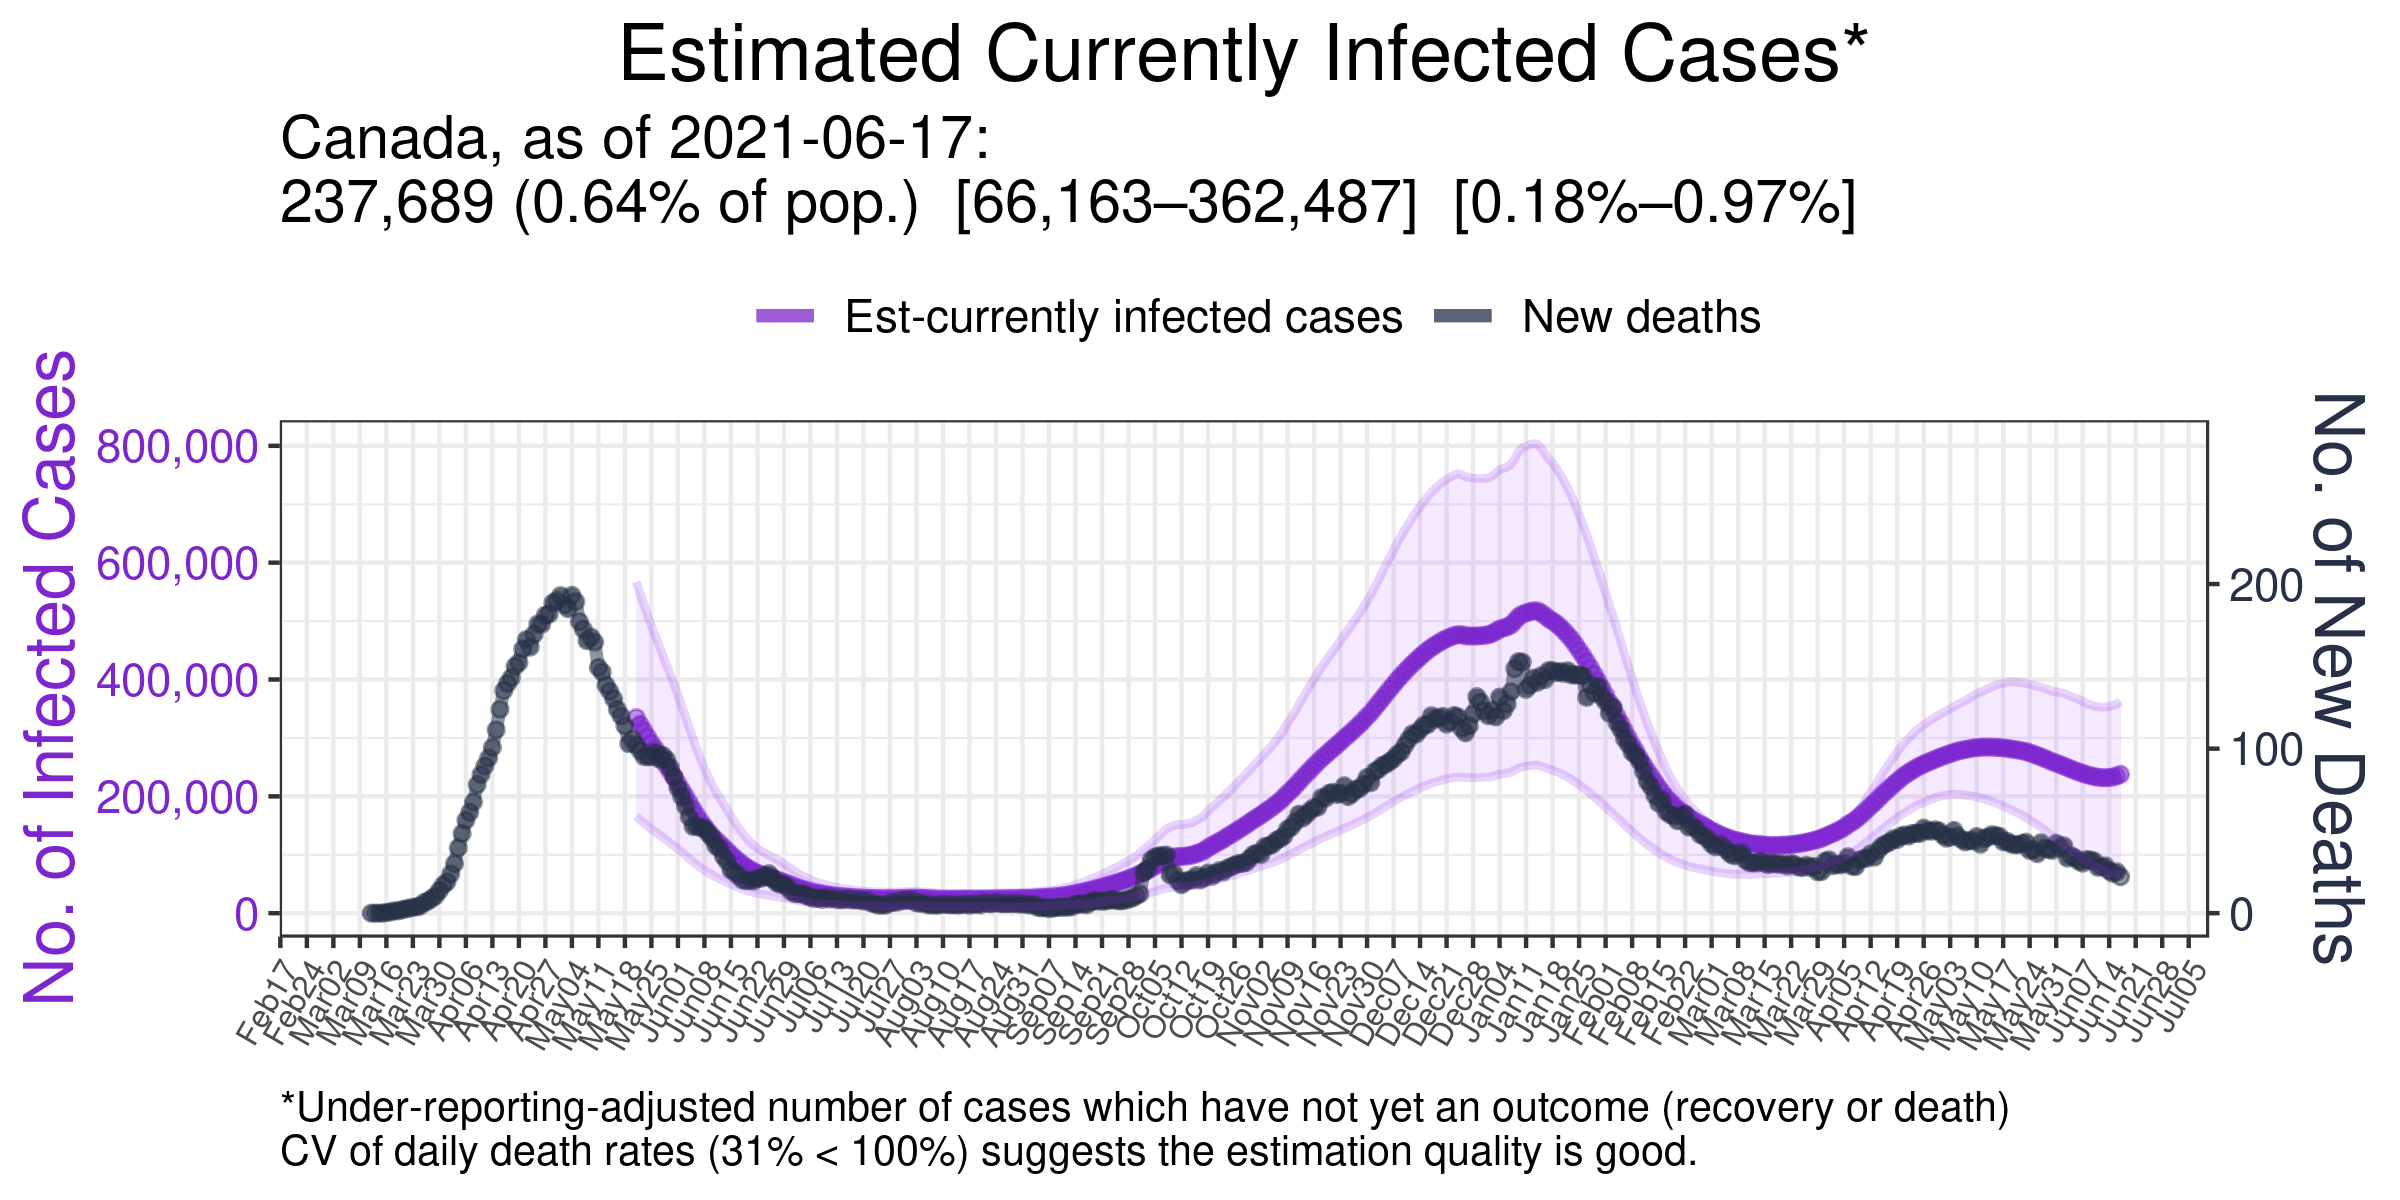 Estimated Currently Infected Cases*
Canada, as of 2021-06-17:
237,689 (0.64% of pop.)  [66,163–362,487]  [0.18%–0.97%]
Est-currently infected cases
New deaths
No. of Infected Cases
800,000
600,000
400,000
200,000
0
200
100
0
No. of New Deaths
Feb17
Feb24
Mar02
Mar09
Mar16
Mar23
Mar30
Apr06
Apr13
Apr20
Apr27
May04
May11
May18
May25
Jun01
Jun08
Jun15
Jun22
Jun29
Jul06
Jul13
Jul20
Jul27
Aug03
Aug10
Aug17
Aug24
Aug31
Sep07
Sep14
Sep21
Sep28
Oct05
Oct12
Oct19
Oct26
Nov02
Nov09
Nov16
Nov23
Nov30
Dec07
Dec14
Dec21
Dec28
Jan04
Jan11
Jan18
Jan25
Feb01
Feb08
Feb15
Feb22
Mar01
Mar08
Mar15
Mar22
Mar29
Apr05
Apr12
Apr19
Apr26
May03
May10
May17
May24
May31
Jun07
Jun14
Jun21
Jun28
Jul05
*Under-reporting-adjusted number of cases which have not yet an outcome (recovery or death)
CV of daily death rates (31% < 100%) suggests the estimation quality is good.